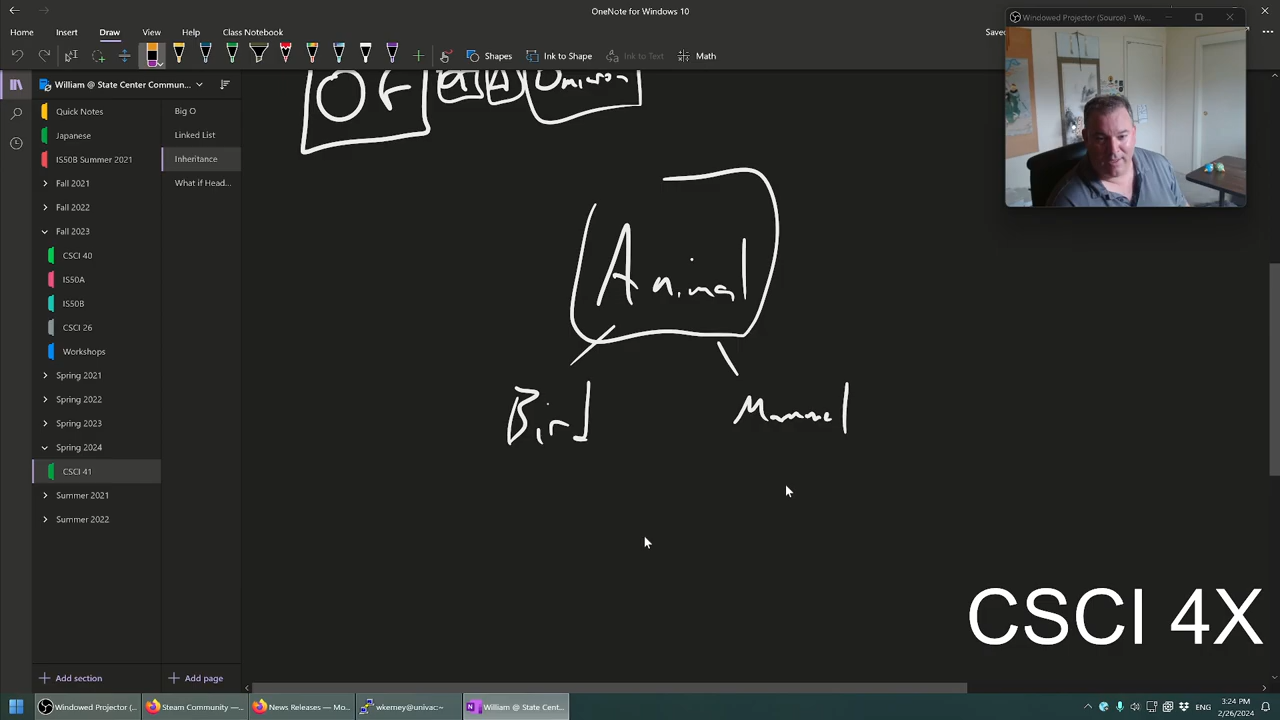 OneNote for Windows 10
Windowed Projector (Source) - We...
Home Insert Draw View Help Class Notebook Saved
Shapes Ink to Shape Ink to Text Math
William @ State Center Commun...
Quick Notes
Japanese
IS50B Summer 2021
Fall 2021
Fall 2022
Fall 2023
CSCI 40
IS50A
IS50B
CSCI 26
Workshops
Spring 2021
Spring 2022
Spring 2023
Spring 2024
CSCI 41
Summer 2021
Summer 2022
Add section
Big O
Linked List
Inheritance
What if Head...
Add page
Animal
Bird Mammal
CSCI 4X
Windowed Projector (... Steam Community —... News Releases — Mo... wkerney@univac:~ William @ State Cent...
ENG
3:24 PM
2/26/2024